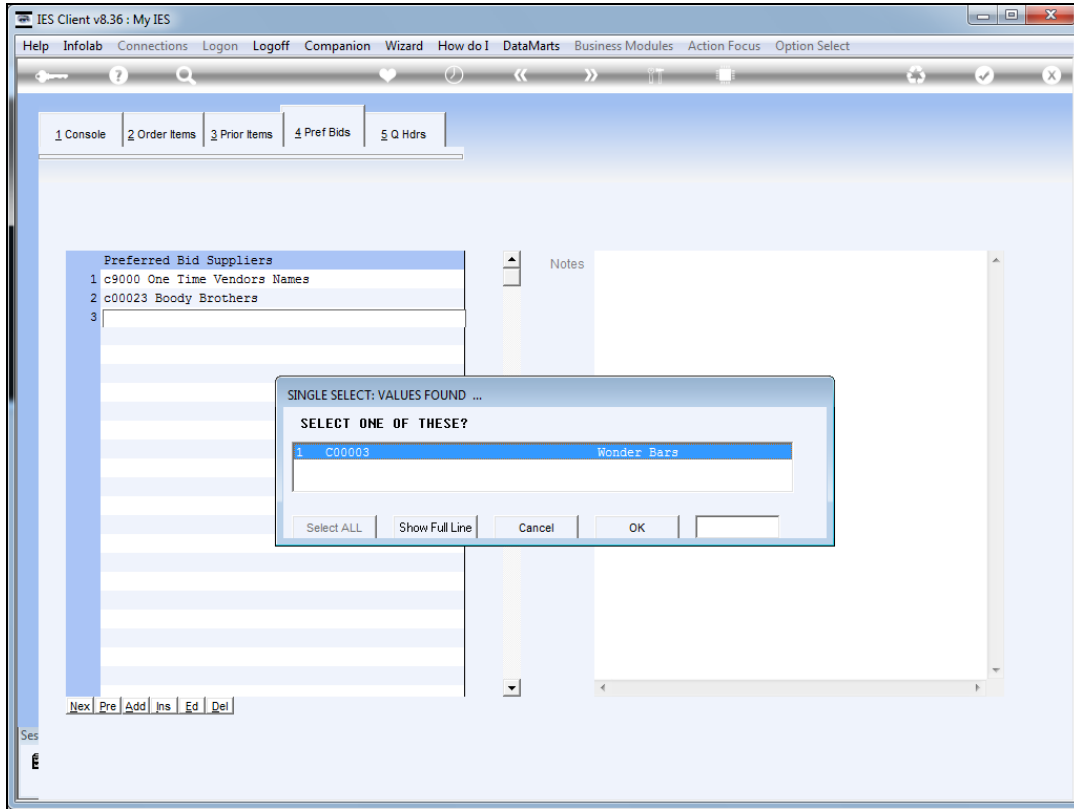 IES Client v8.36 : My IES
Help Infolab Connections Logon Logoff Companion Wizard How do I DataMarts Business Modules Action Focus Option Select
1 Console 2 Order Items 3 Prior Items 4 Pref Bids 5 Q Hdrs
Preferred Bid Suppliers
Notes
1 c9000 One Time Vendors Names
2 c00023 Boody Brothers
3
SINGLE SELECT: VALUES FOUND ...
SELECT ONE OF THESE?
1 C00003 Wonder Bars
Select ALL Show Full Line Cancel OK
Nex Pre Add Ins Ed Del
Ses